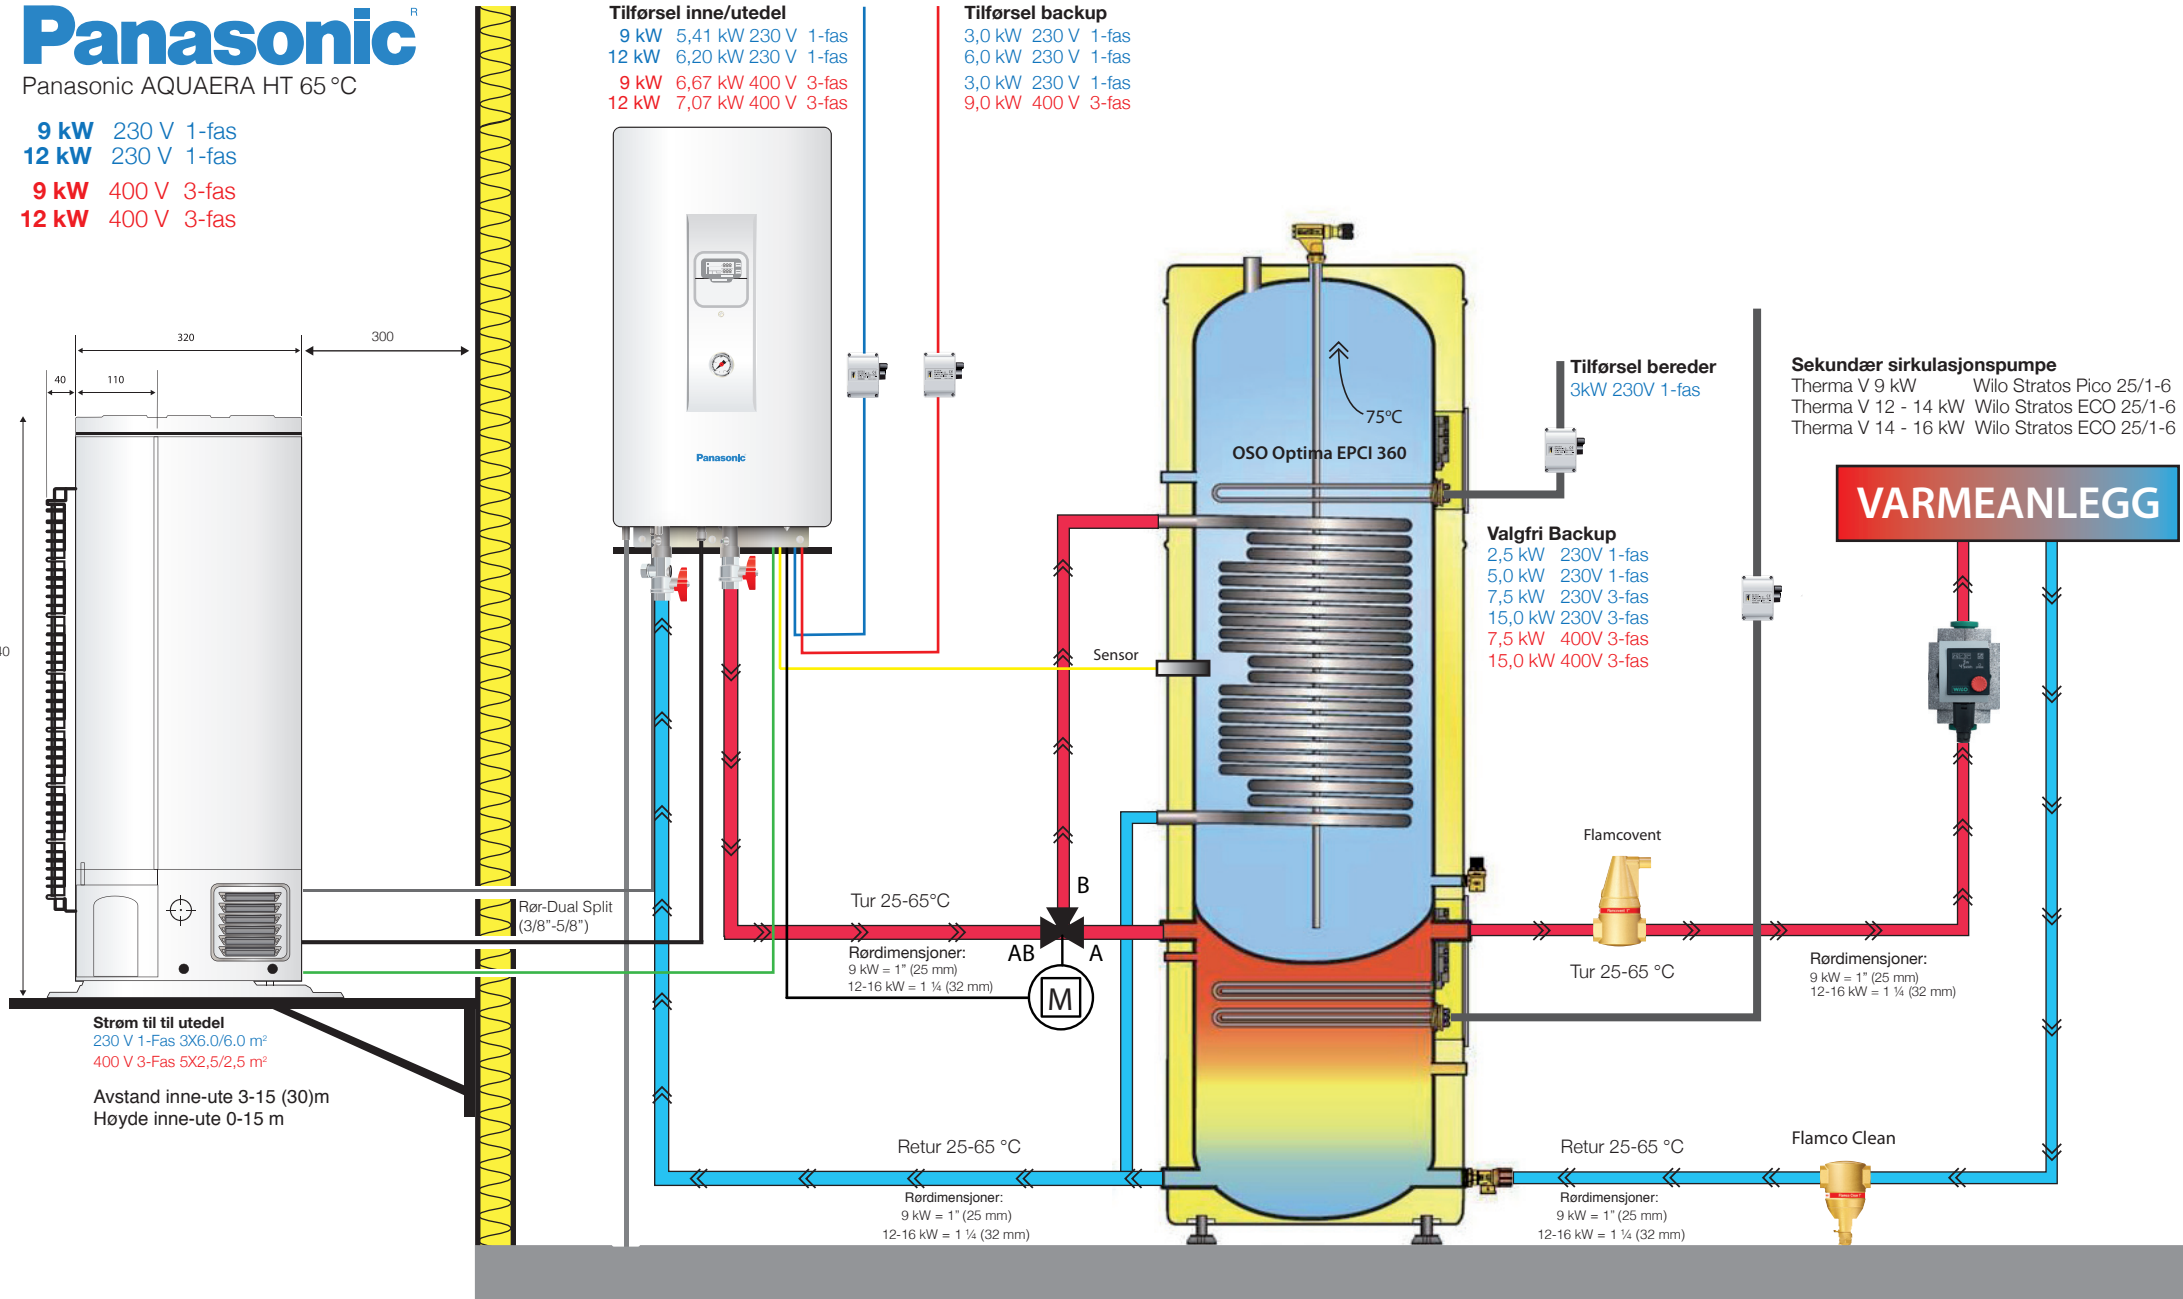 Panasonic
R
Panasonic AQUAERA HT 65 °C
9 kW 230 V 1-fas
12 kW 230 V 1-fas
9 kW 400 V 3-fas
12 kW 400 V 3-fas
Tilførsel inne/utedel
9 kW 5,41 kW 230 V 1-fas
12 kW 6,20 kW 230 V 1-fas
9 kW 6,67 kW 400 V 3-fas
12 kW 7,07 kW 400 V 3-fas
Tilførsel backup
3,0 kW 230 V 1-fas
6,0 kW 230 V 1-fas
3,0 kW 230 V 1-fas
9,0 kW 400 V 3-fas
320
300
40
110
Panasonic
75°C
OSO Optima EPCI 360
Tilførsel bereder
3kW 230V 1-fas
Sekundær sirkulasjonspumpe
Therma V 9 kW Wilo Stratos Pico 25/1-6
Therma V 12 - 14 kW Wilo Stratos ECO 25/1-6
Therma V 14 - 16 kW Wilo Stratos ECO 25/1-6
VARMEANLEGG
Valgfri Backup
2,5 kW 230V 1-fas
5,0 kW 230V 1-fas
7,5 kW 230V 3-fas
15,0 kW 230V 3-fas
7,5 kW 400V 3-fas
15,0 kW 400V 3-fas
Sensor
WILO
Flamcovent
Rør-Dual Split
(3/8"-5/8")
Tur 25-65°C
B
AB
A
M
Rørdimensjoner:
9 kW = 1" (25 mm)
12-16 kW = 1 ¼ (32 mm)
Tur 25-65 °C
Rørdimensjoner:
9 kW = 1" (25 mm)
12-16 kW = 1 ¼ (32 mm)
Strøm til til utedel
230 V 1-Fas 3X6.0/6.0 m²
400 V 3-Fas 5X2,5/2,5 m²
Avstand inne-ute 3-15 (30)m
Høyde inne-ute 0-15 m
Retur 25-65 °C
Rørdimensjoner:
9 kW = 1" (25 mm)
12-16 kW = 1 ¼ (32 mm)
Retur 25-65 °C
Rørdimensjoner:
9 kW = 1" (25 mm)
12-16 kW = 1 ¼ (32 mm)
Flamco Clean